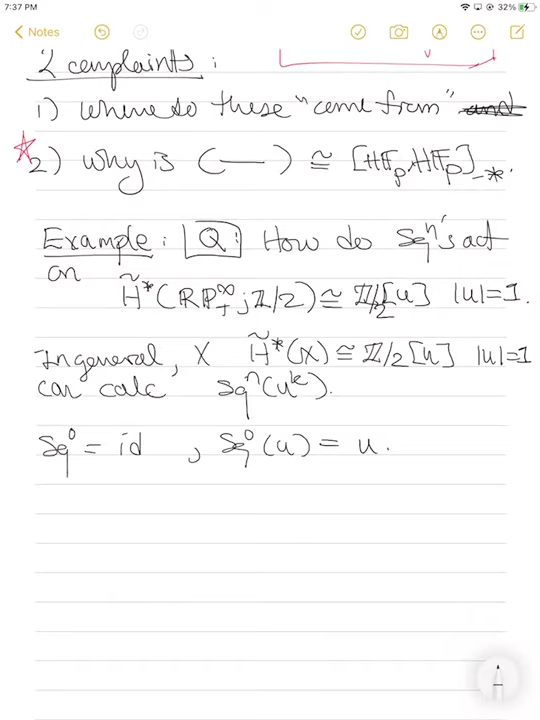 7:37 PM 32%
Notes
2 complaints:
1) where do these "come from"
2) why is (—) ≅ [HF_p, HF_p]_{-*}.
Example: Q: How do Sq^n's act
on
H̃*(RP^∞_+; Z/2) ≅ Z/2[u] |u|=1.
In general, X H̃*(X) ≅ Z/2[u] |u|=1
can calc Sq^n(u^k).
Sq^0 = id, Sq^0(u) = u.